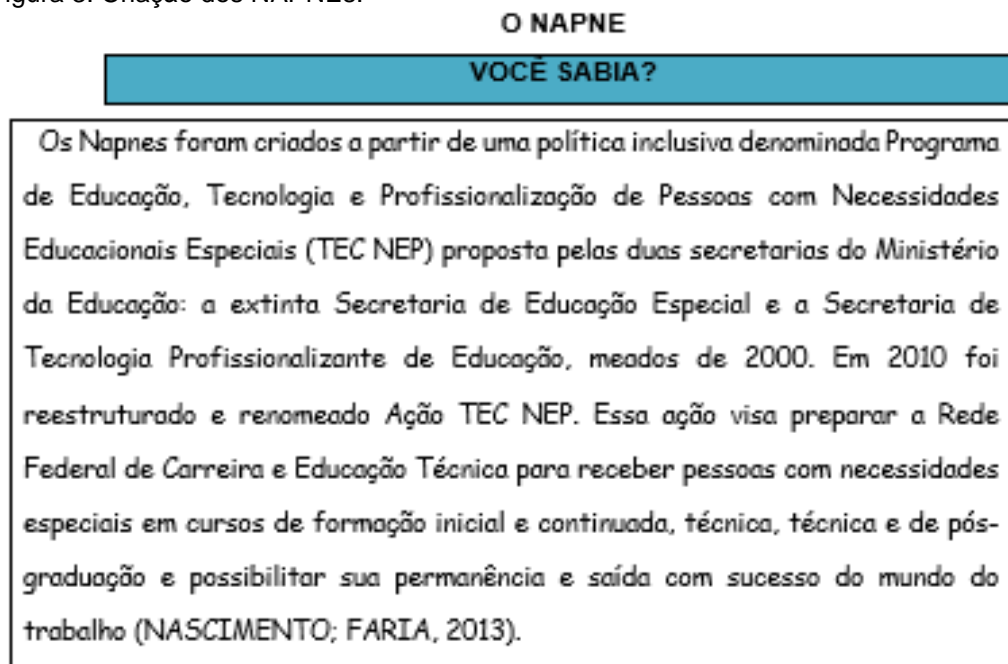 O NAPNE
VOCÊ SABIA?
Os Napnes foram criados a partir de uma política inclusiva denominada Programa
de Educação, Tecnologia e Profissionalização de Pessoas com Necessidades
Educacionais Especiais (TEC NEP) proposta pelas duas secretarias do Ministério
da Educação: a extinta Secretaria de Educação Especial e a Secretaria de
Tecnologia Profissionalizante de Educação, meados de 2000. Em 2010 foi
reestruturado e renomeado Ação TEC NEP. Essa ação visa preparar a Rede
Federal de Carreira e Educação Técnica para receber pessoas com necessidades
especiais em cursos de formação inicial e continuada, técnica, técnica e de pós-
graduação e possibilitar sua permanência e saída com sucesso do mundo do
trabalho (NASCIMENTO; FARIA, 2013).